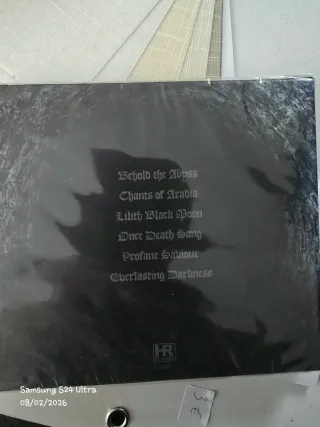 Behold the Abyss
Chants of Aradia
Lilith Black Moon
Once Death Sang
Profane Saviour
Everlasting Darkness
HR
Samsung S24 Ultra
08/02/2026